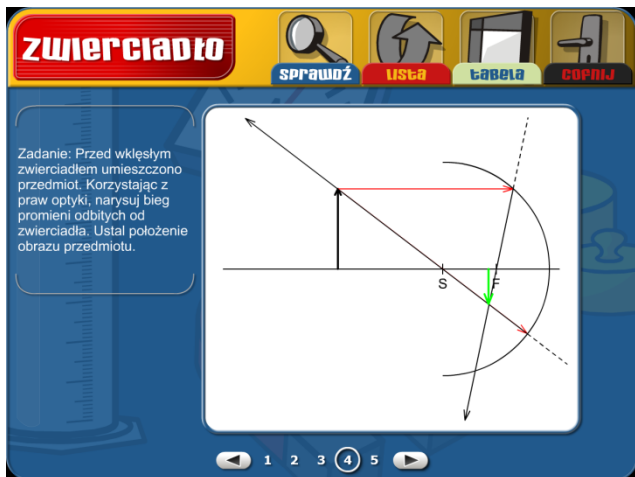 ZWIERCIADŁO
SPRAWDŹ
LISTA
TABELA
COFNIJ
Zadanie: Przed wklęsłym
zwierciadłem umieszczono
przedmiot. Korzystając z
praw optyki, narysuj bieg
promieni odbitych od
zwierciadła. Ustal położenie
obrazu przedmiotu.
S
F
1 2 3 4 5